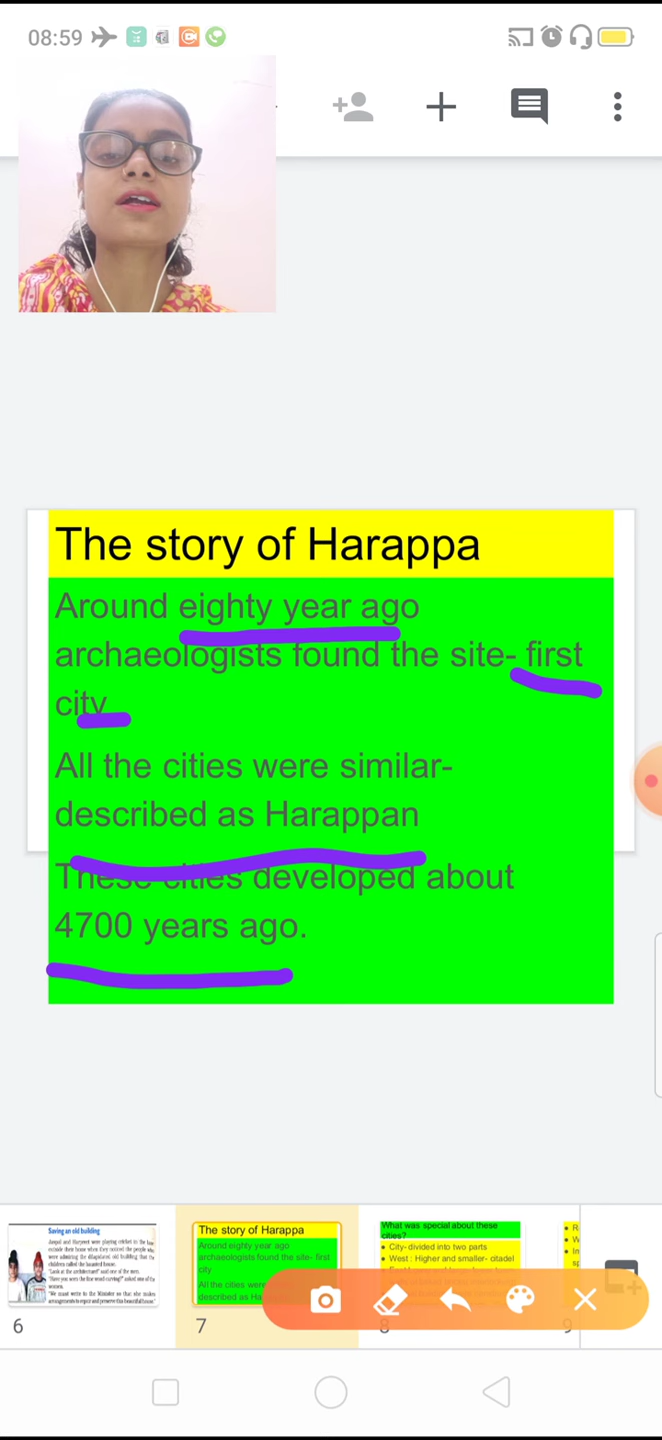 08:59
The story of Harappa
Around eighty year ago
archaeologists found the site- first
city
All the cities were similar-
described as Harappan
These cities developed about
4700 years ago.
Saving an old building
The story of Harappa
Around eighty year ago
archaeologists found the site- first
city
All the cities were
described as Ha
What was special about these
cities?
City- divided into two parts
West : Higher and smaller- citadel
6
7
8
9